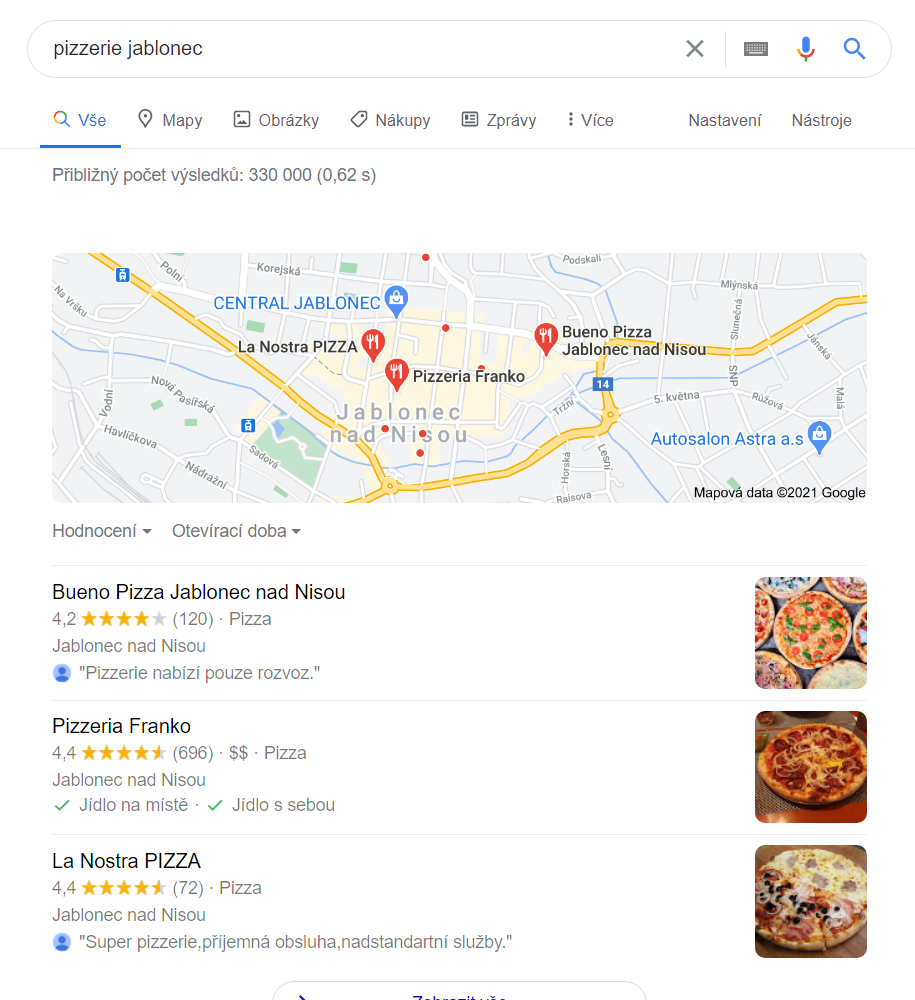 pizzerie jablonec
Vše
Mapy
Obrázky
Nákupy
Zprávy
Více
Nastavení
Nástroje
Přibližný počet výsledků: 330 000 (0,62 s)
Podskalí
Polní
Korejská
Mlýnská
Na Vršku
CENTRAL JABLONEC
Slunečná
Bueno Pizza
Jablonec nad Nisou
La Nostra PIZZA
Pizzeria Franko
SNP
14
Nová Pasířská
Vodní
5. května
Růžová
Malá
Tržní
Jablonec
nad Nisou
Havlíčkova
Autosalon Astra a.s
Sadová
Nádražní
Horská
Lesní
Raisova
Mapová data ©2021 Google
Hodnocení
Otevírací doba
Bueno Pizza Jablonec nad Nisou
4,2 (120) · Pizza
Jablonec nad Nisou
"Pizzerie nabízí pouze rozvoz."
Pizzeria Franko
4,4 (696) · $$ · Pizza
Jablonec nad Nisou
Jídlo na místě · Jídlo s sebou
La Nostra PIZZA
4,4 (72) · Pizza
Jablonec nad Nisou
"Super pizzerie,příjemná obsluha,nadstandartní služby."
Zobrazit vše